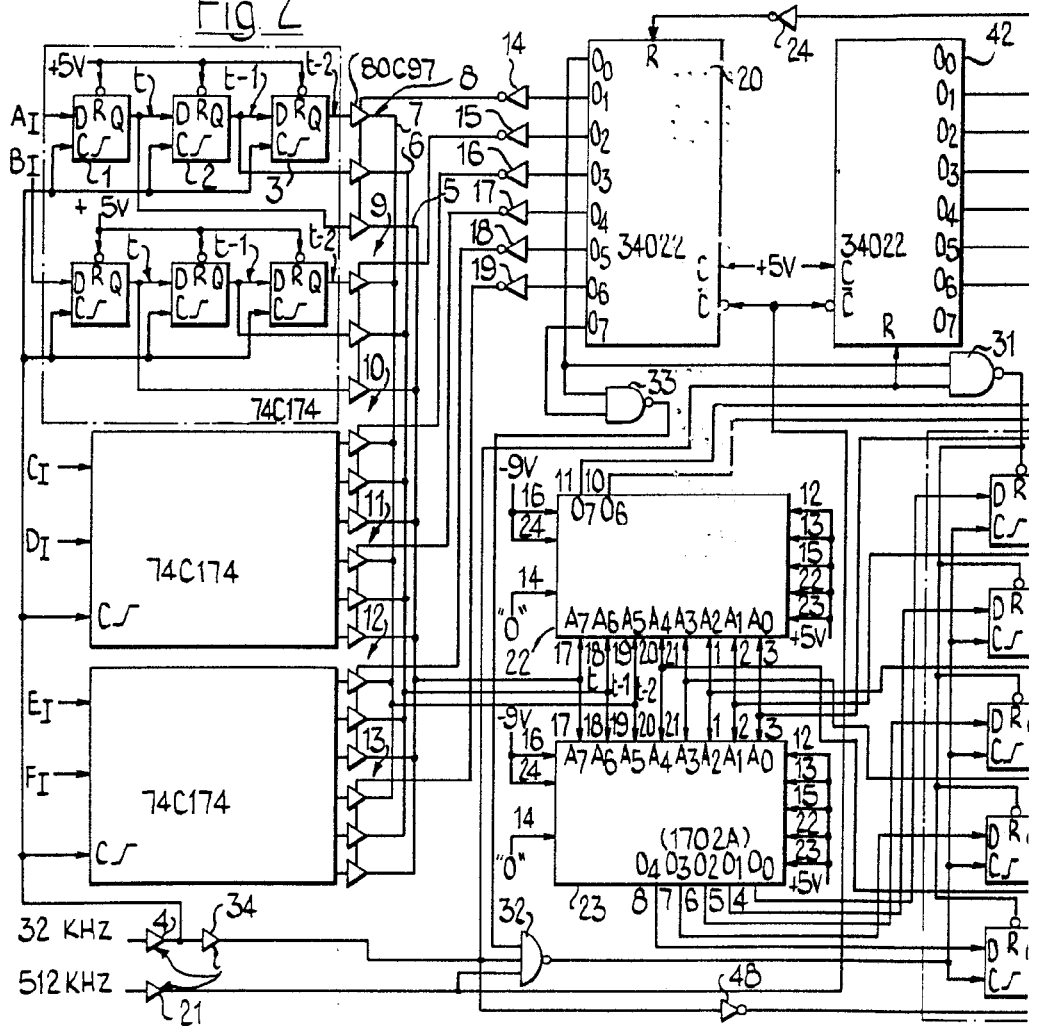 Fig 2
+5V t t-1 t-2 80C97 8 14
24
42
A_I D R Q D R Q D R Q 7 O0 R 20 O0
C C C 6 15 O1 O1
B_I 1 2 3 16 O2 O2
+ 5V 5 17 O3 O3
9 18 O4 O4
t t-1 t-2 19 O5 34022 O5 34022
D R Q D R Q D R Q O6 C +5V C O6
C C C O7 C̄ C̄ R O7
10 33 31
74C174
C_I 11 -9V 11 10 12
16 O7 O6 13
24 15
D_I 74C174 14 22
12 "0" 23
C 22 A7 A6 A5 A4 A3 A2 A1 A0 +5V
17 18 19 20 21 1 2 3
t t-1 t-2
E_I -9V 17 18 19 20 21 1 2 3
13 16 A7 A6 A5 A4 A3 A2 A1 A0 12
24 13
F_I 74C174 15
14 (1702A) 22
C "0" O4 O3 O2 O1 O0 23
+5V
23 8 7 6 5 4
32 KHZ 4 34 32
512KHZ 21 48
D R
C
D R
C
D R
C
D R
C
D R
C